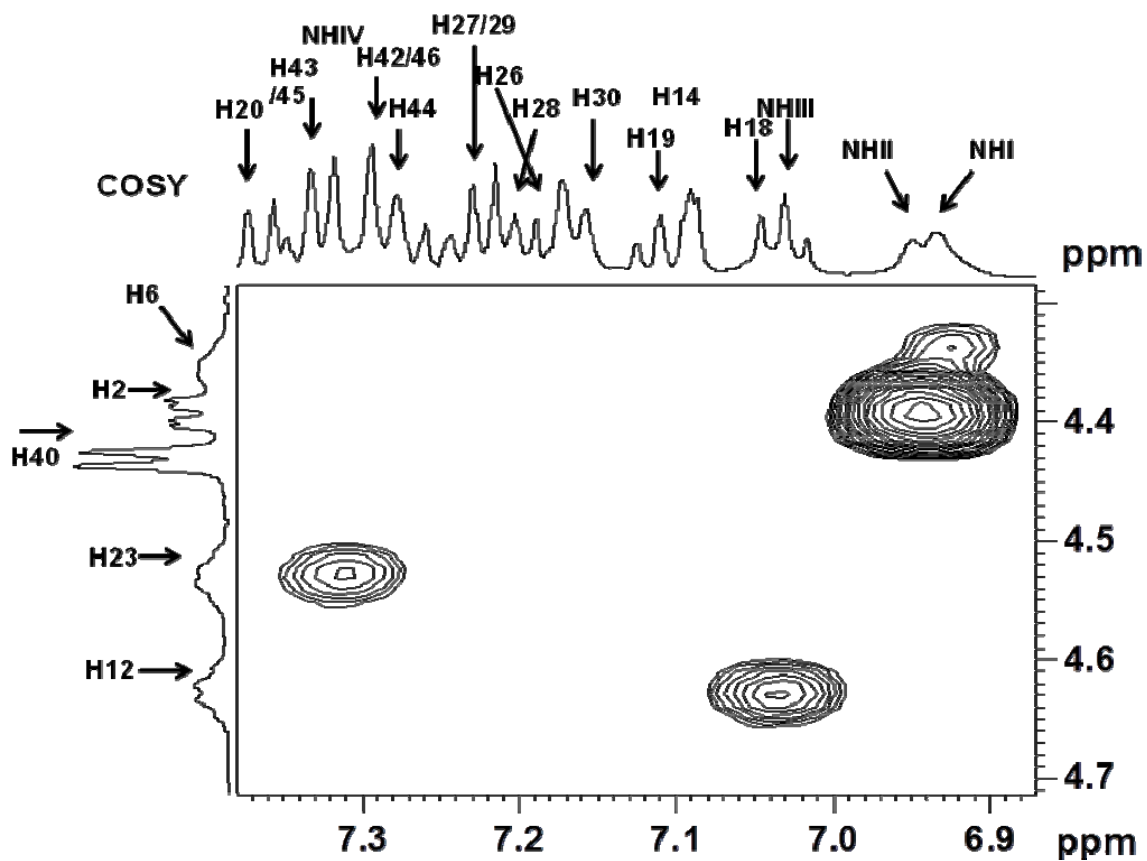 H27/29
NHIV
H42/46
H26
H43
/45
H20
H44
H28
H30
H14
H19
H18
NHIII
NHII
NHI
COSY
ppm
H6
H2
H40
H23
H12
4.4
4.5
4.6
4.7
7.3
7.2
7.1
7.0
6.9
ppm